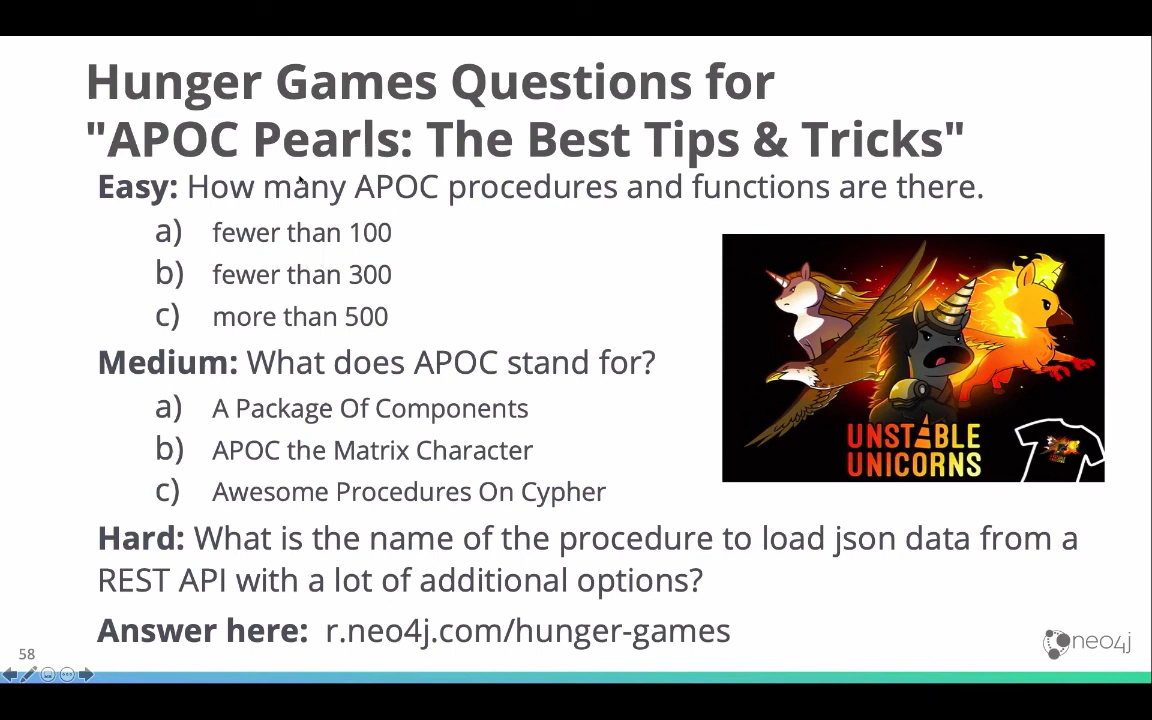 Hunger Games Questions for
"APOC Pearls: The Best Tips & Tricks"
Easy: How many APOC procedures and functions are there.
a) fewer than 100
b) fewer than 300
c) more than 500
Medium: What does APOC stand for?
a) A Package Of Components
b) APOC the Matrix Character
c) Awesome Procedures On Cypher
UNSTABLE
UNICORNS
Hard: What is the name of the procedure to load json data from a
REST API with a lot of additional options?
Answer here: r.neo4j.com/hunger-games
58
neo4j